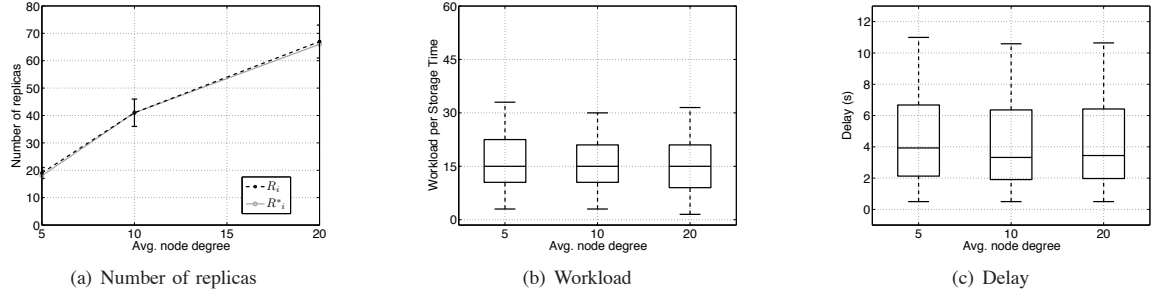 80
70
60
50
40
30
20
10
0
Number of replicas
5 10 15 20
Avg. node degree
R_i
R*_i
(a) Number of replicas
60
45
30
15
0
Workload per Storage Time
5 10 20
Avg. node degree
(b) Workload
12
10
8
6
4
2
0
Delay (s)
5 10 20
Avg. node degree
(c) Delay